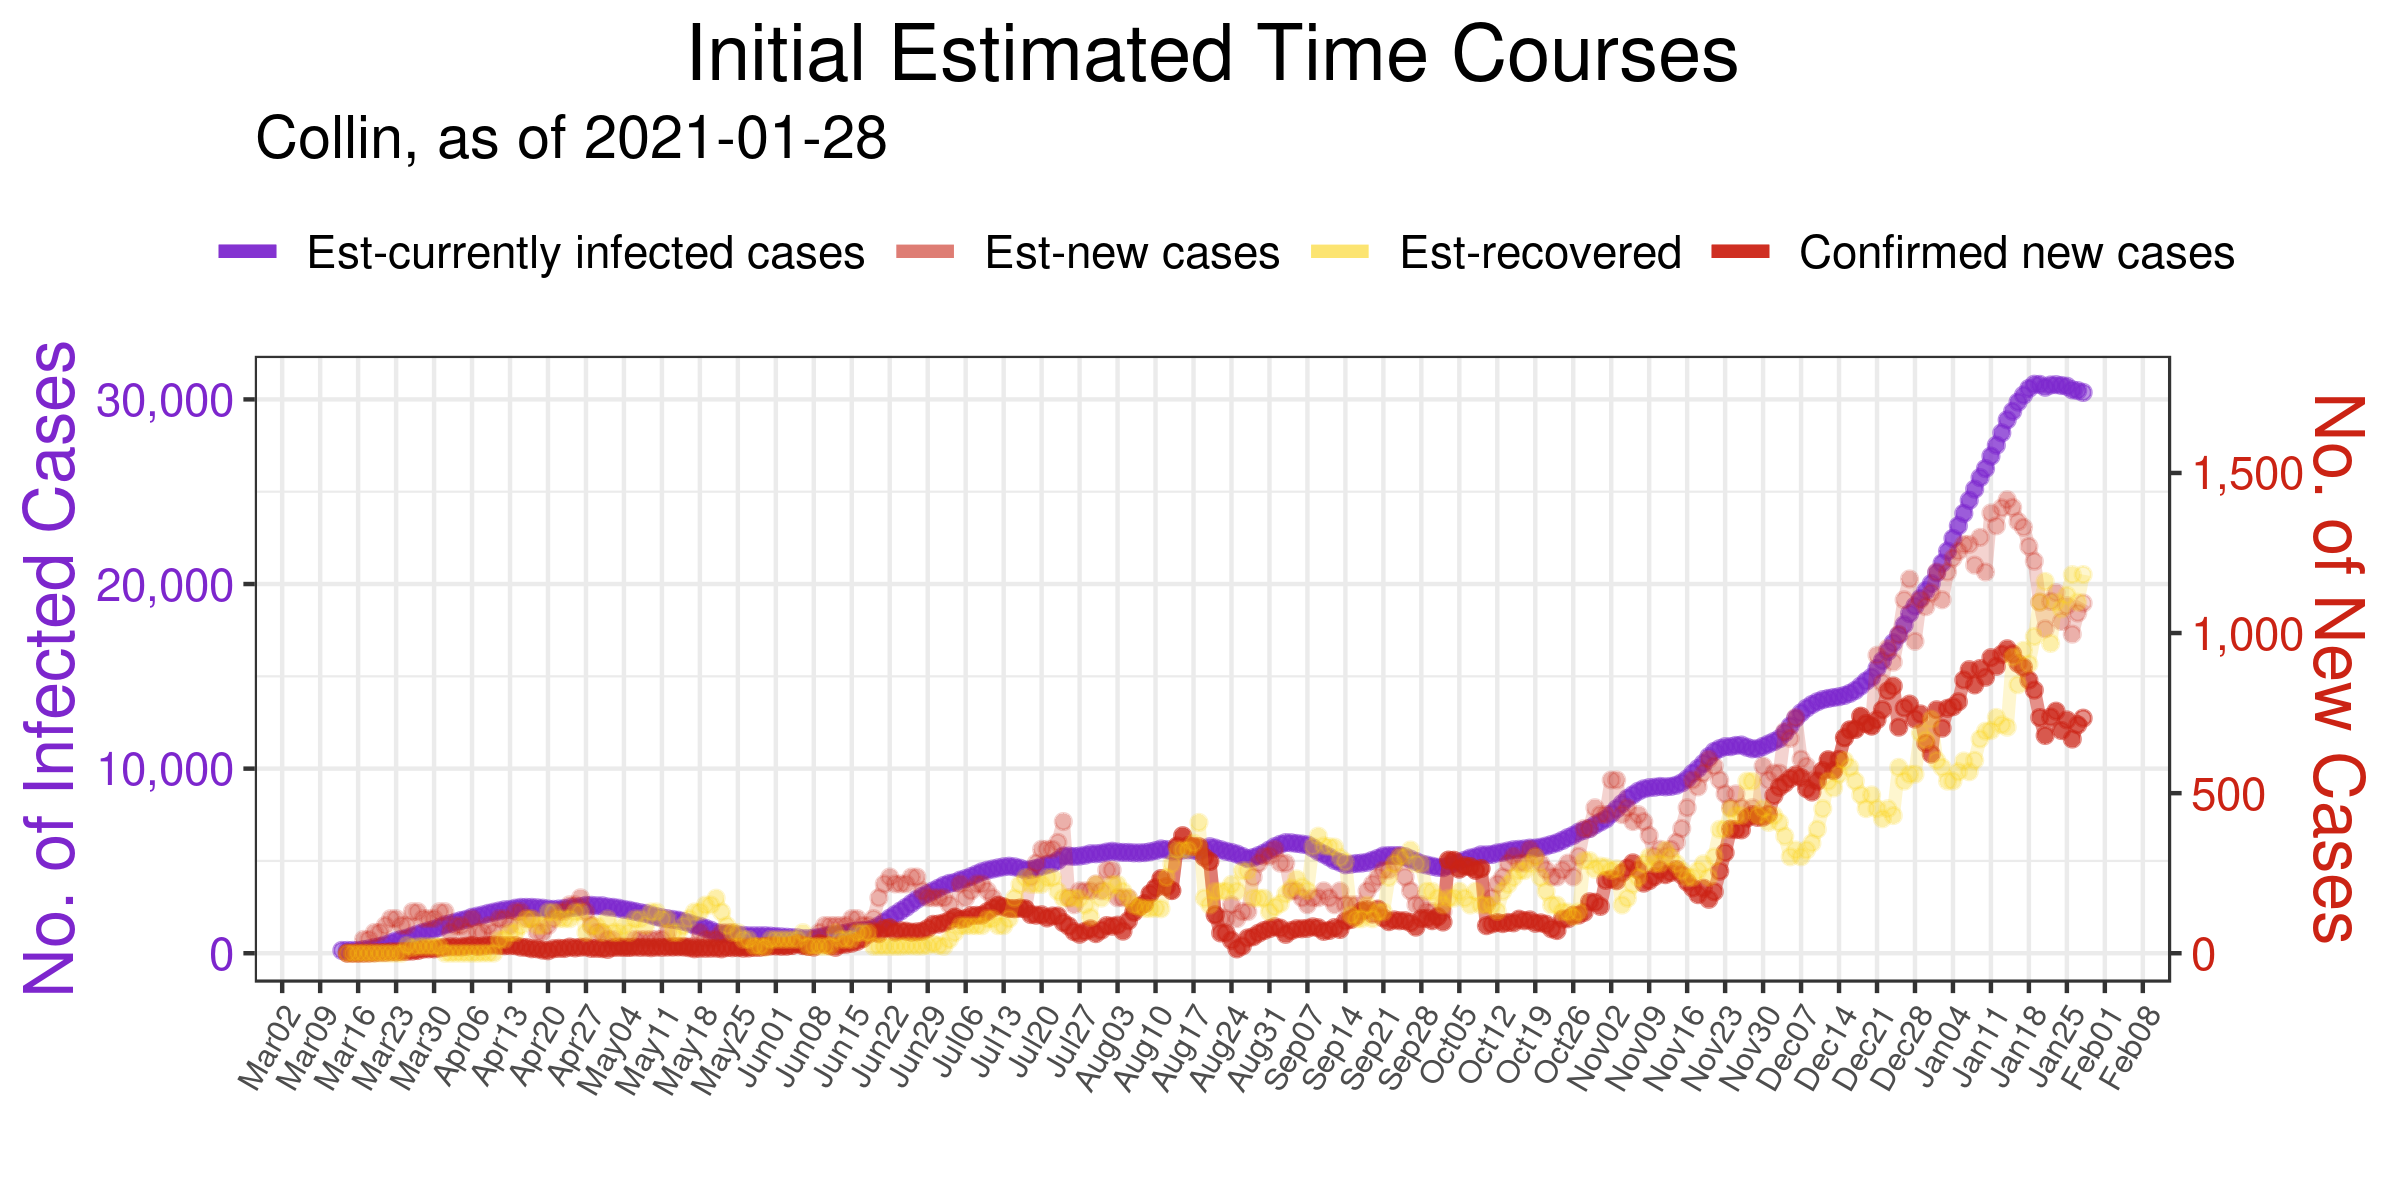 Initial Estimated Time Courses
Collin, as of 2021-01-28
Est-currently infected cases Est-new cases Est-recovered Confirmed new cases
No. of Infected Cases
30,000
20,000
10,000
0
1,500
1,000
500
0
No. of New Cases
Mar02 Mar09 Mar16 Mar23 Mar30 Apr06 Apr13 Apr20 Apr27 May04 May11 May18 May25 Jun01 Jun08 Jun15 Jun22 Jun29 Jul06 Jul13 Jul20 Jul27 Aug03 Aug10 Aug17 Aug24 Aug31 Sep07 Sep14 Sep21 Sep28 Oct05 Oct12 Oct19 Oct26 Nov02 Nov09 Nov16 Nov23 Nov30 Dec07 Dec14 Dec21 Dec28 Dec04 Jan11 Jan18 Jan25 Feb01 Feb08